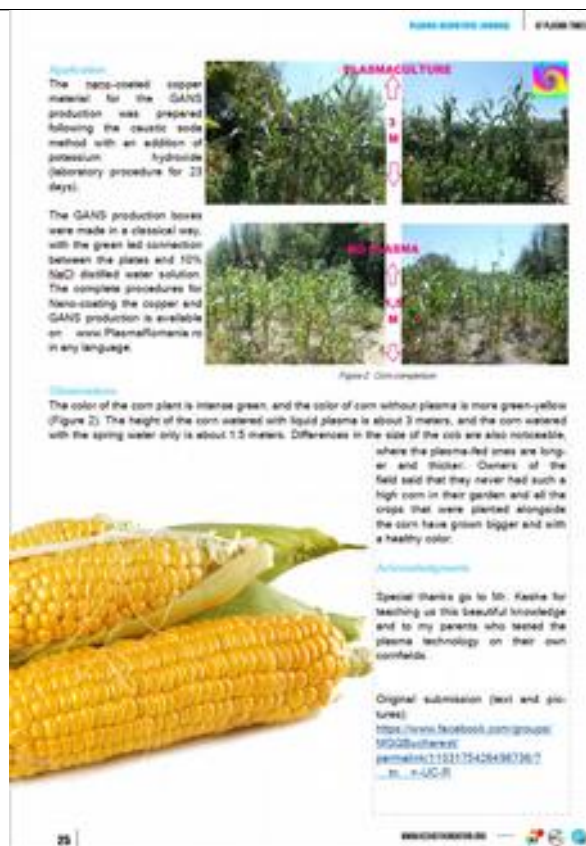 PLASMA SCIENTIFIC JOURNAL
Application
The nano-coated copper
material for the GANS
production was prepared
following the caustic soda
method with an addition of
potassium hydroxide
(laboratory procedure for 23
days).
The GANS production boxes
were made in a classical way,
with the green led connection
between the plates and 10%
NaCl distilled water solution.
The complete procedures for
Nano-coating the copper and
GANS production is available
on www.PlasmaRomania.ro
in any language.
PLASMACULTURE
3
M
NO PLASMA
1,5
M
Figure 2 Corn comparison
Observations
The color of the corn plant is intense green, and the color of corn without plasma is more green-yellow
(Figure 2). The height of the corn watered with liquid plasma is about 3 meters, and the corn watered
with the spring water only is about 1.5 meters. Differences in the size of the cob are also noticeable,
where the plasma-fed ones are long-
er and thicker. Owners of the
field said that they never had such a
high corn in their garden and all the
crops that were planted alongside
the corn have grown bigger and with
a healthy color.
Acknowledgments
Special thanks go to Mr. Keshe for
teaching us this beautiful knowledge
and to my parents who tested the
plasma technology on their own
cornfields.
Original submission (text and pic-
tures):
https://www.facebook.com/groups/
permalink/
25